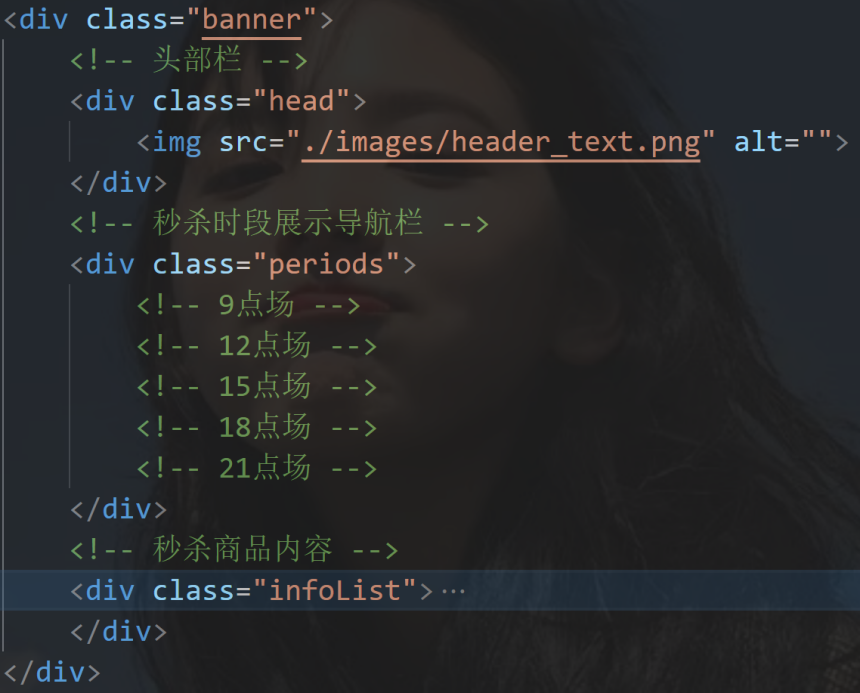 <div class="banner">
<!-- 头部栏 -->
<div class="head">
<img src="./images/header_text.png" alt="">
</div>
<!-- 秒杀时段展示导航栏 -->
<div class="periods">
<!-- 9点场 -->
<!-- 12点场 -->
<!-- 15点场 -->
<!-- 18点场 -->
<!-- 21点场 -->
</div>
<!-- 秒杀商品内容 -->
<div class="infoList">···
</div>
</div>